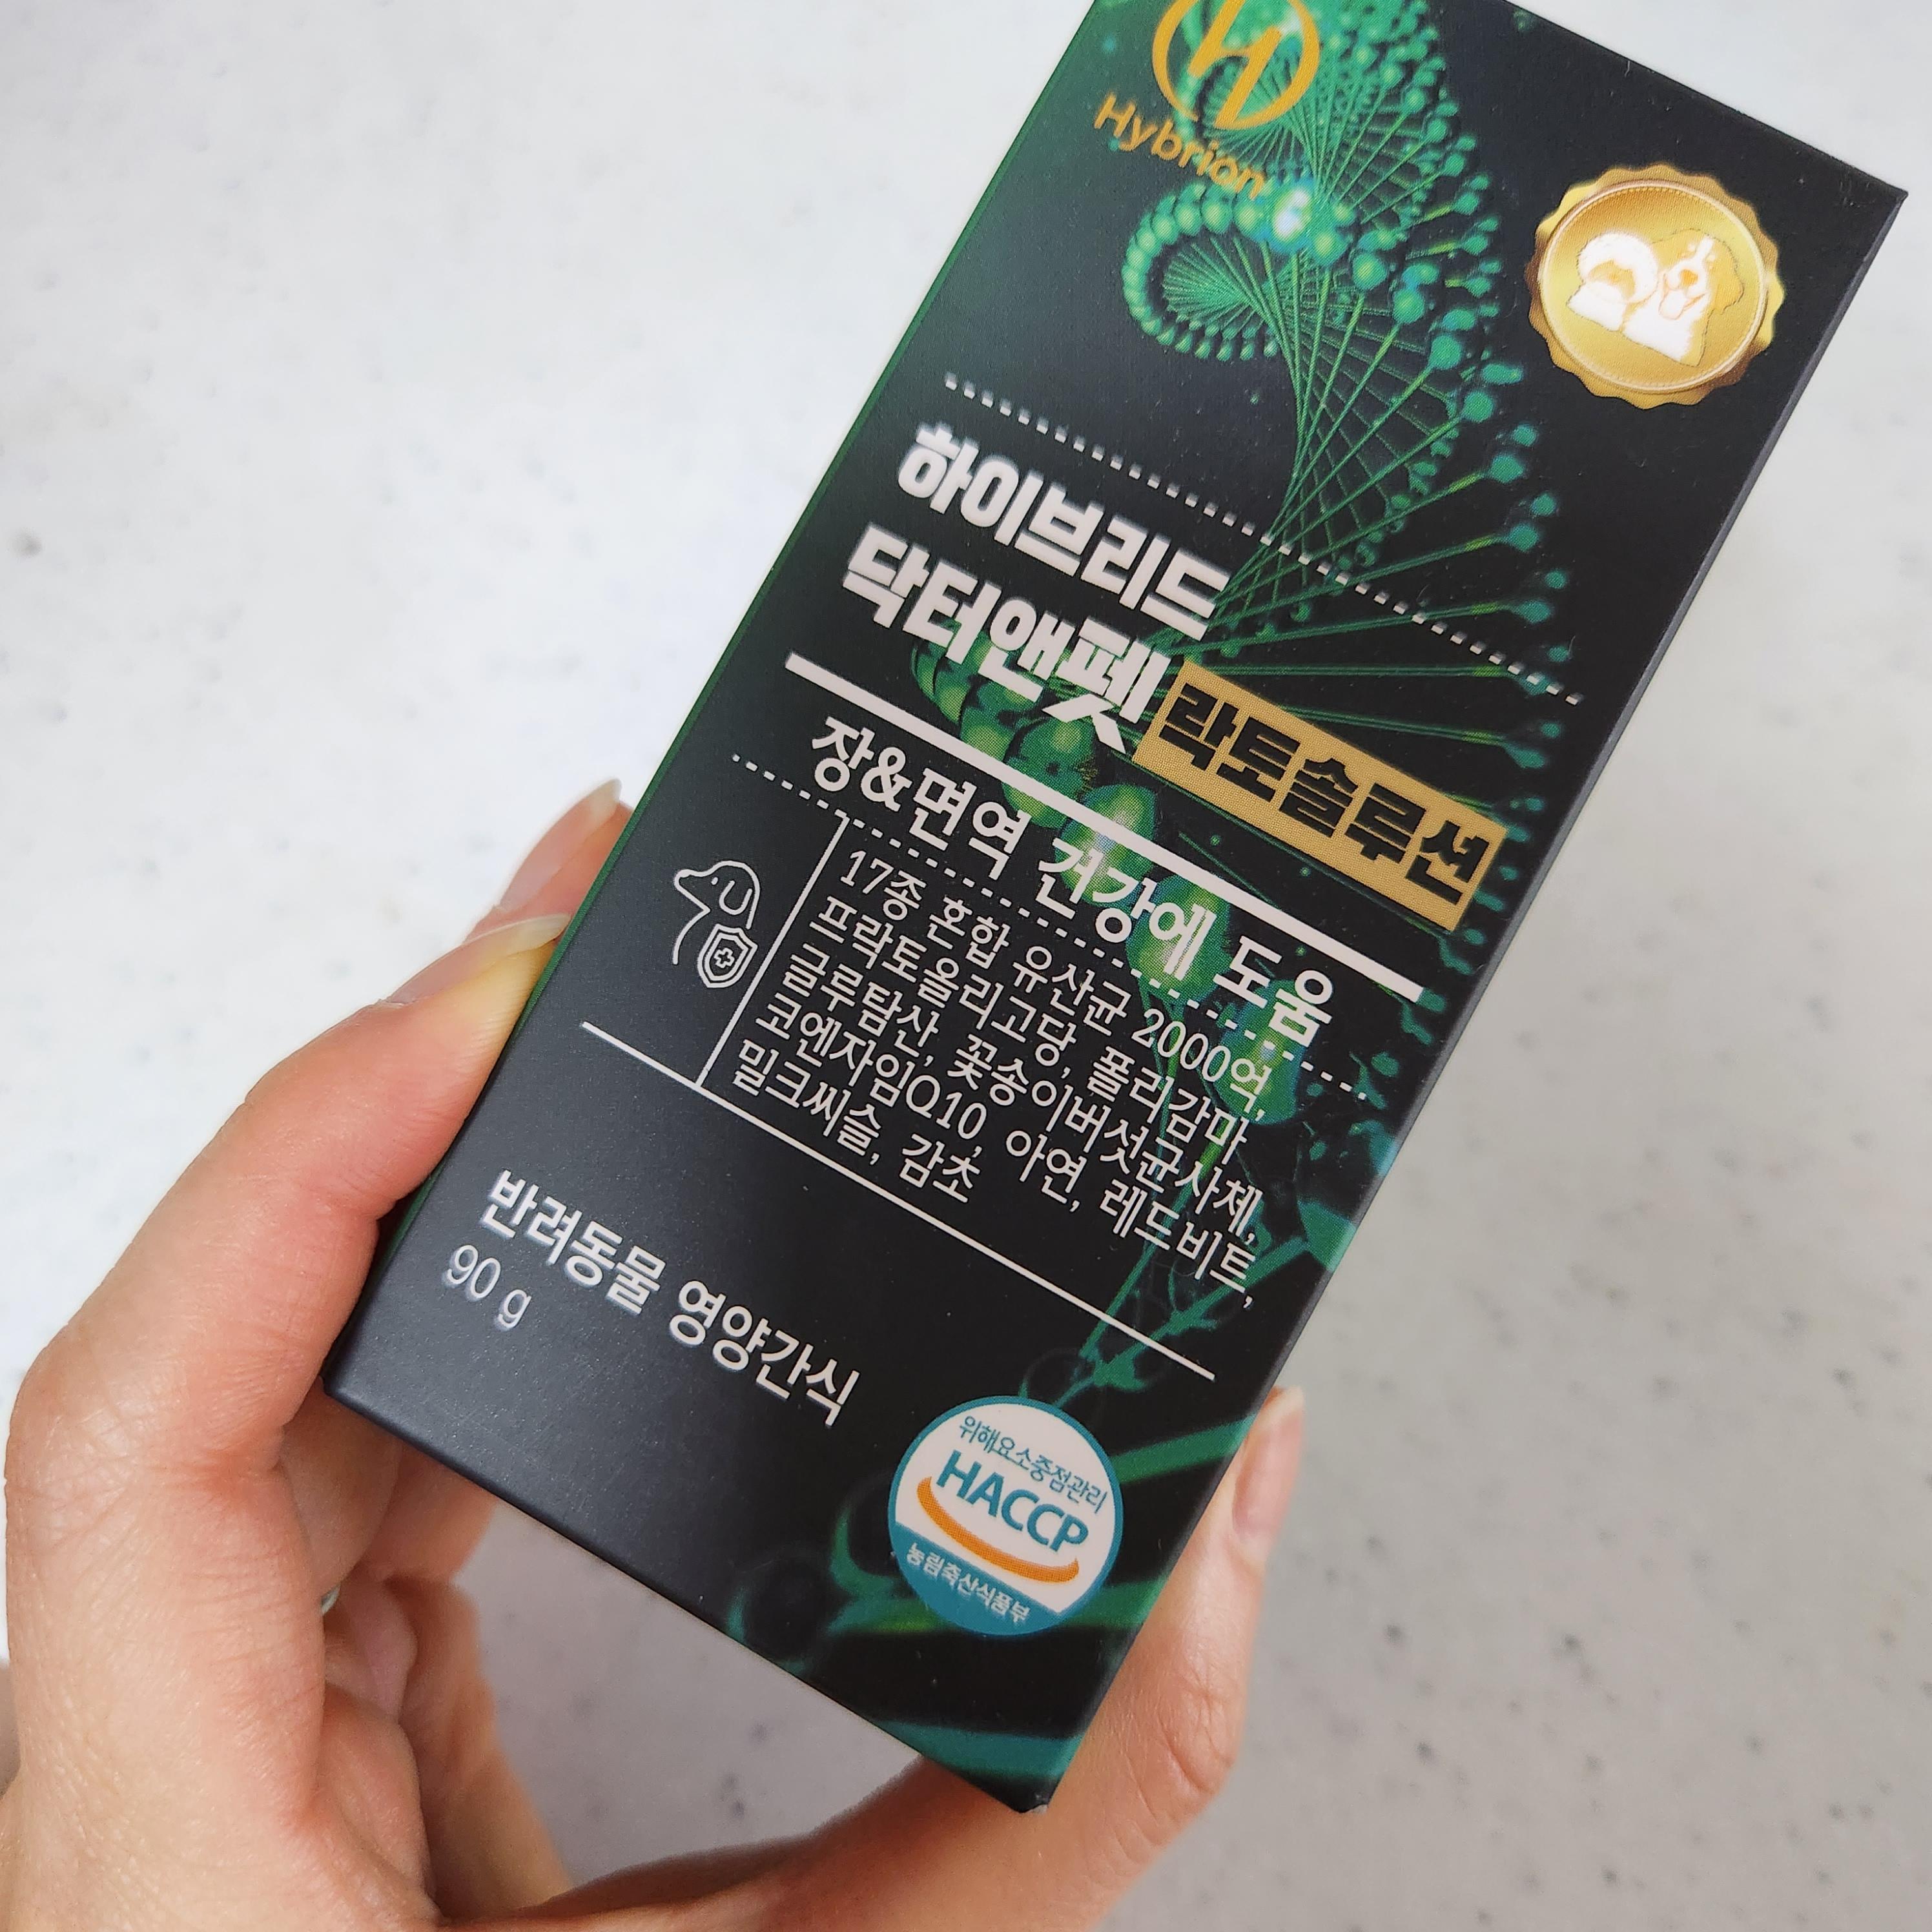 Hybrion
하이브리드
닥터앤펫 락토솔루션
장&면역 건강에 도움
17종 혼합 유산균 2000억,
프락토올리고당, 폴리감마
글루탐산, 꽃송이버섯균사체,
코엔자임Q10, 아연, 레드비트,
밀크씨슬, 감초
반려동물 영양간식
90 g
위해요소중점관리
HACCP
농림축산식품부